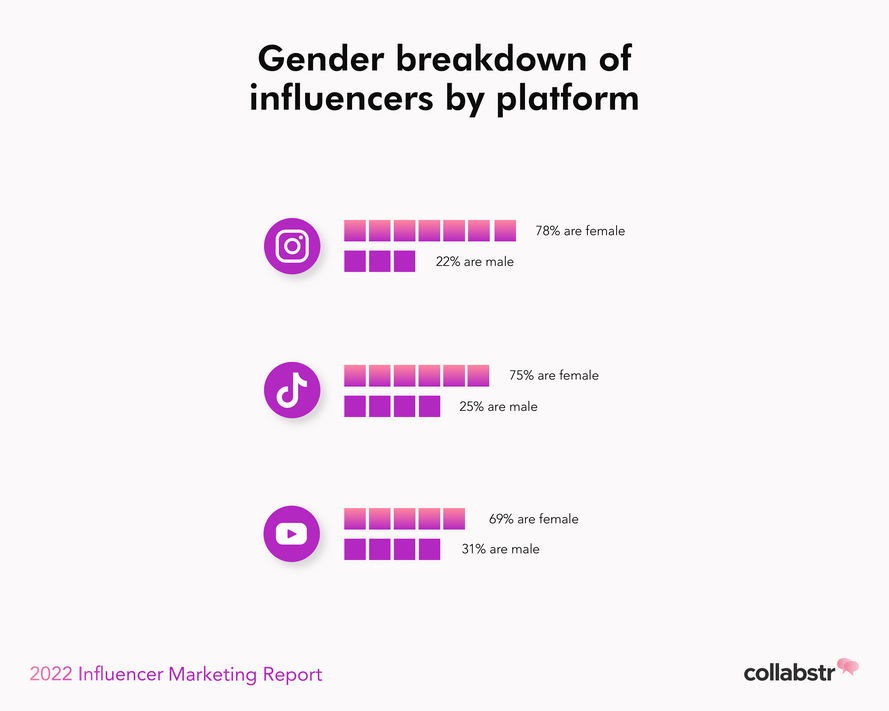 Gender breakdown of
influencers by platform
78% are female
22% are male
75% are female
25% are male
69% are female
31% are male
2022 Influencer Marketing Report
collabstr